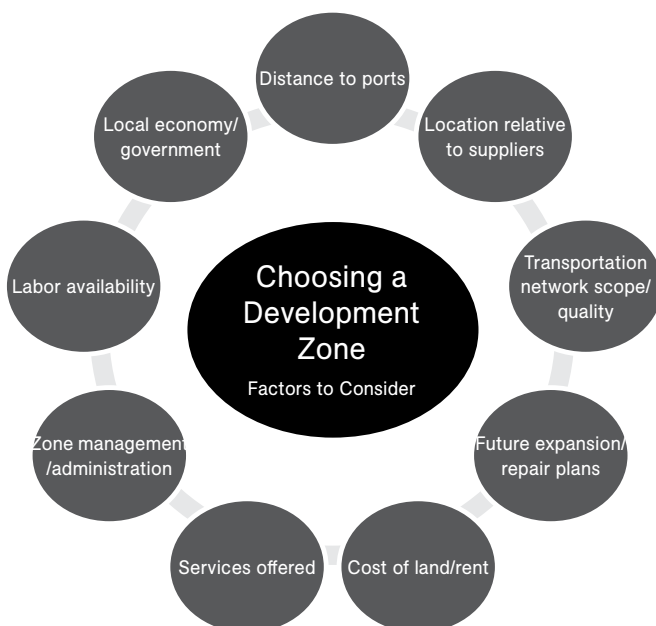 Distance to ports
Location relative
to suppliers
Transportation
network scope/
quality
Future expansion/
repair plans
Cost of land/rent
Services offered
Zone management
/administration
Labor availability
Local economy/
government
Choosing a
Development
Zone
Factors to Consider